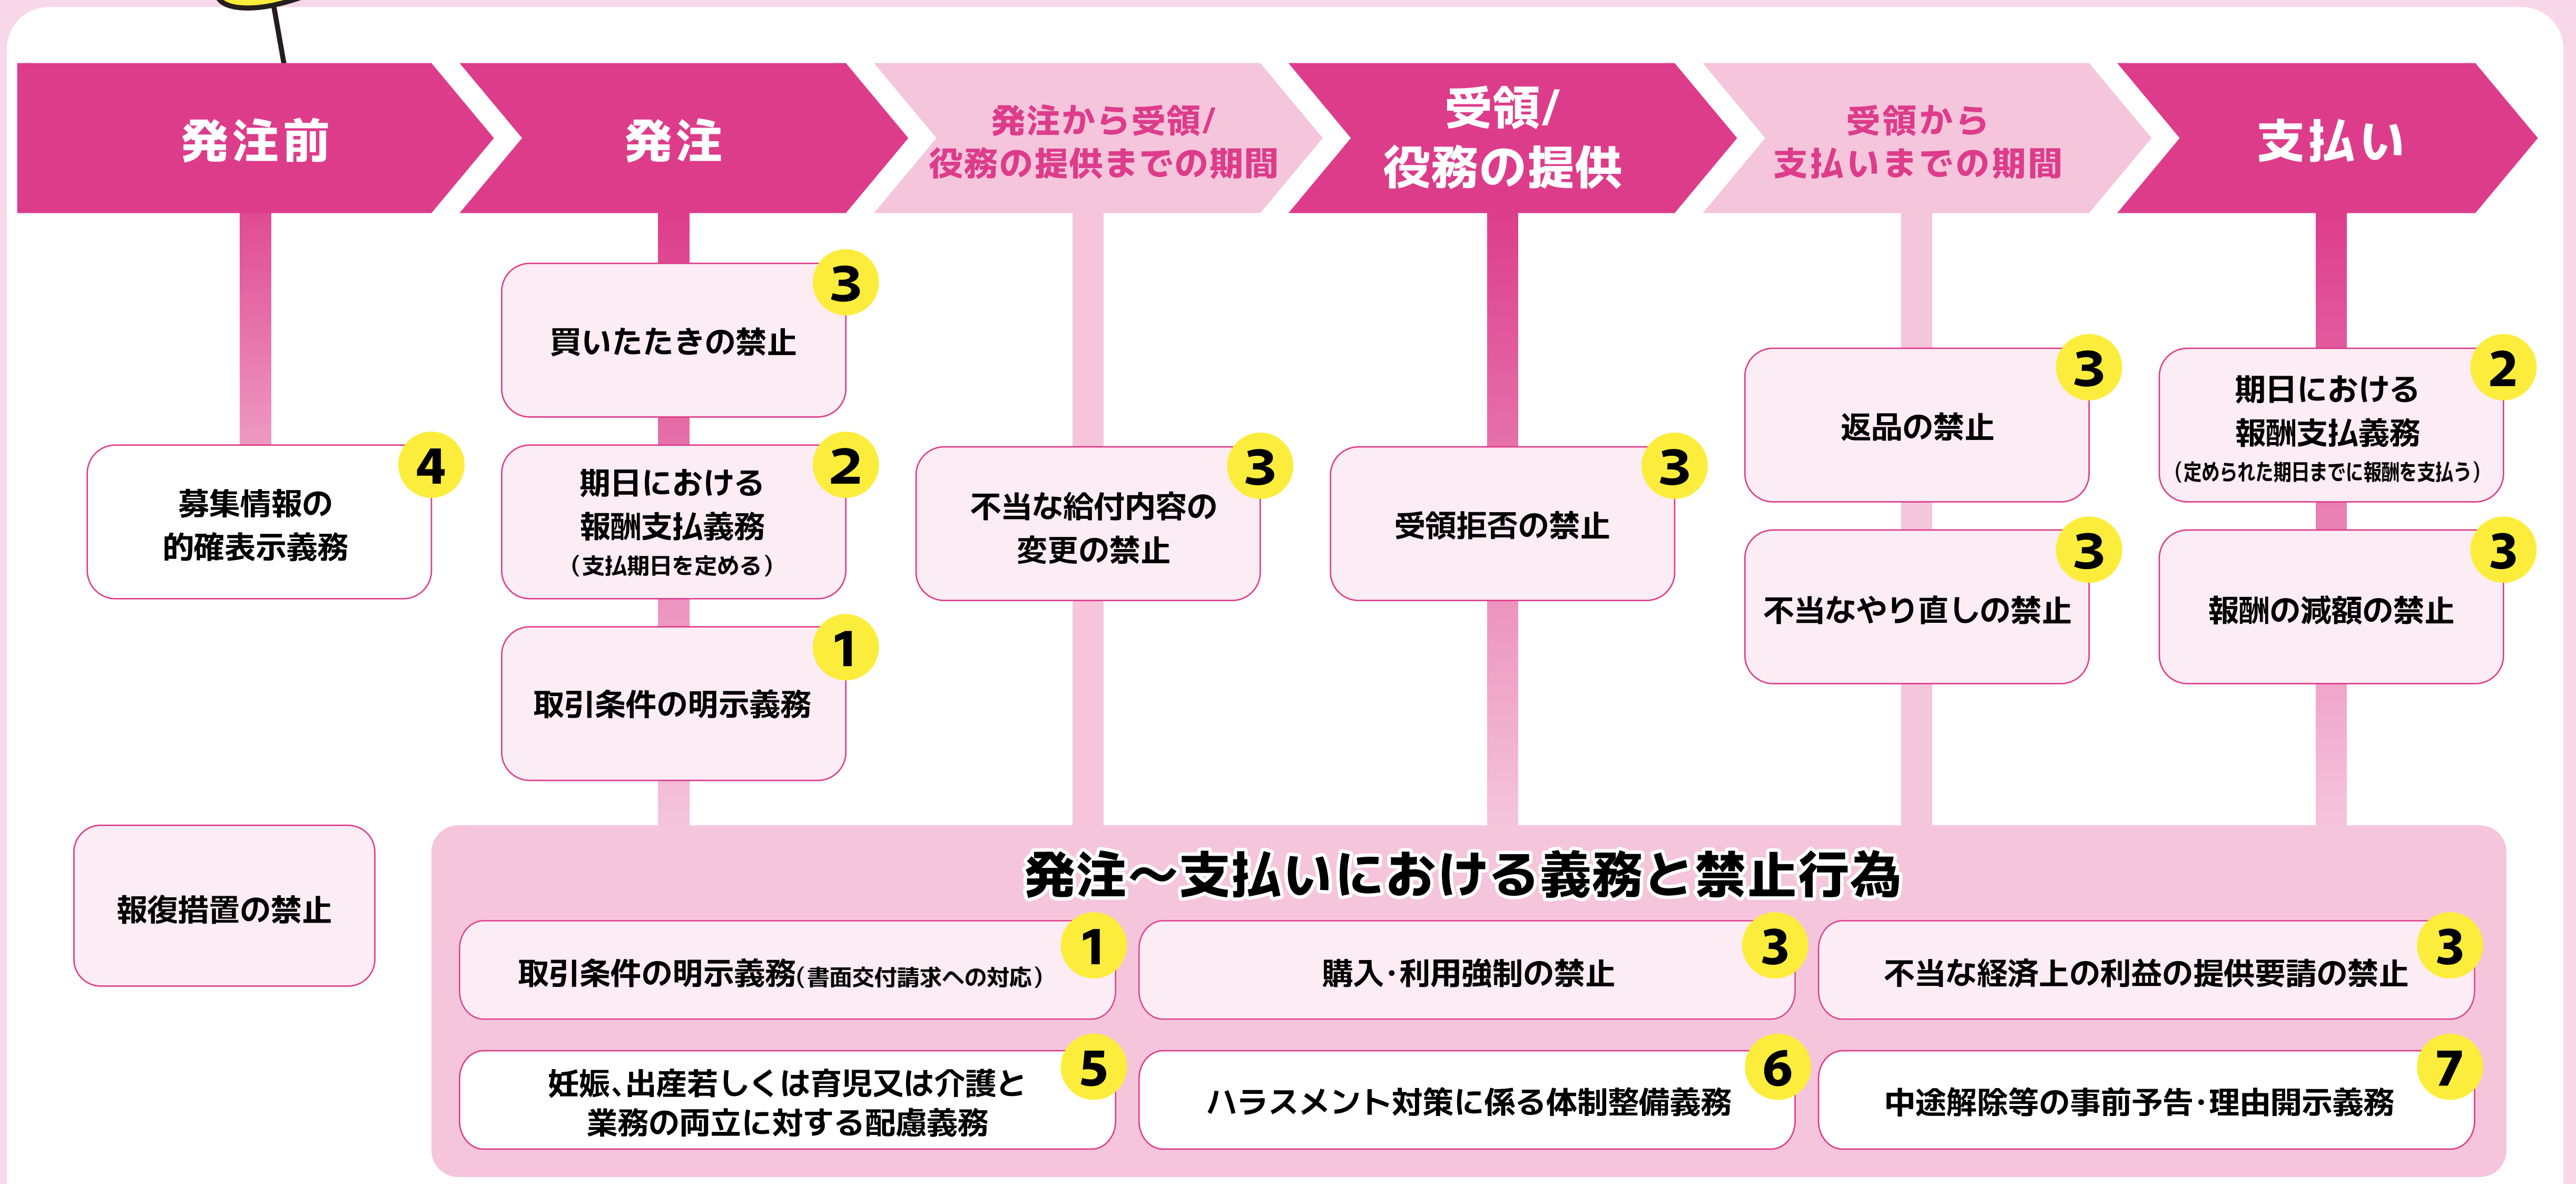 発注前
発注
発注から受領/
役務の提供までの期間
受領/
役務の提供
受領から
支払いまでの期間
支払い
4
募集情報の
的確表示義務
3
買いたたきの禁止
2
期日における
報酬支払義務
（支払期日を定める）
1
取引条件の明示義務
3
不当な給付内容の
変更の禁止
3
受領拒否の禁止
3
返品の禁止
3
不当なやり直しの禁止
2
期日における
報酬支払義務
（定められた期日までに報酬を支払う）
3
報酬の減額の禁止
報復措置の禁止
発注～支払いにおける義務と禁止行為
1
取引条件の明示義務（書面交付請求への対応）
3
購入･利用強制の禁止
3
不当な経済上の利益の提供要請の禁止
5
妊娠、出産若しくは育児又は介護と
業務の両立に対する配慮義務
6
ハラスメント対策に係る体制整備義務
7
中途解除等の事前予告･理由開示義務